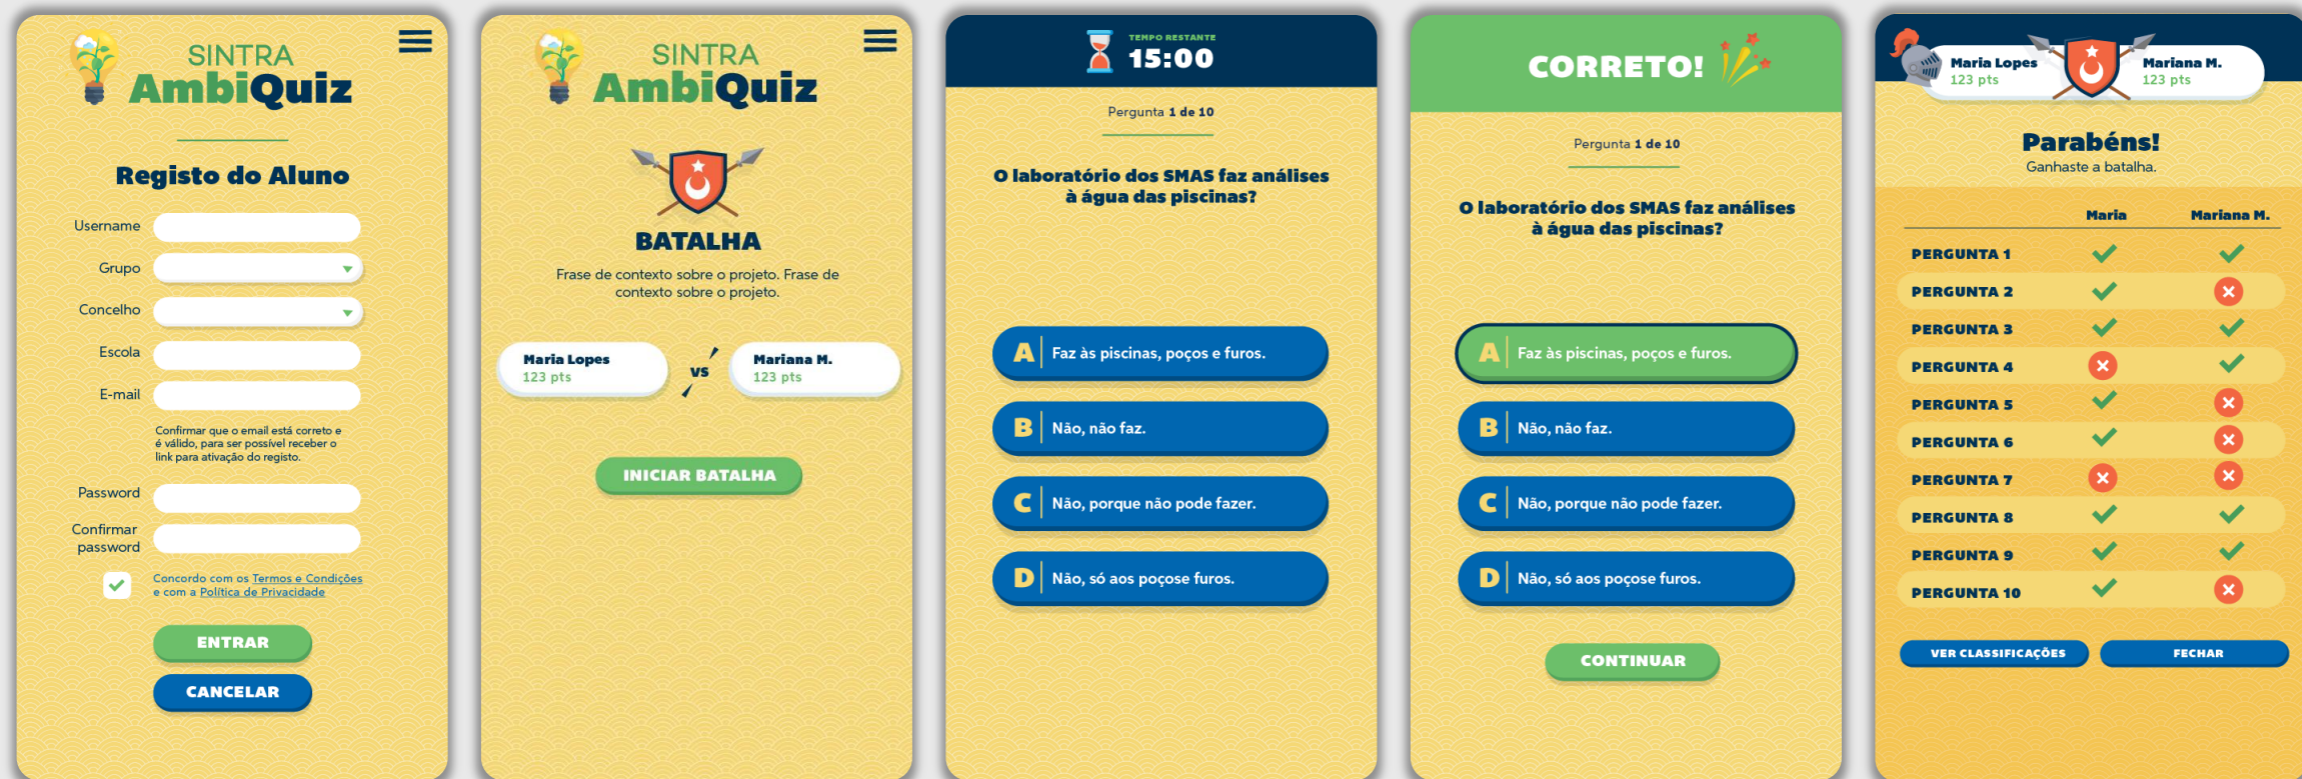 SINTRA
AmbiQuiz
Registo do Aluno
Username
Grupo
Concelho
Escola
E-mail
Confirmar que o email está correto e
é válido, para ser possível receber o
link para ativação do registo.
Password
Confirmar
password
Concordo com os Termos e Condições
e com a Política de Privacidade
ENTRAR
CANCELAR
SINTRA
AmbiQuiz
BATALHA
Frase de contexto sobre o projeto. Frase de
contexto sobre o projeto.
Maria Lopes
123 pts
vs
Mariana M.
123 pts
INICIAR BATALHA
TEMPO RESTANTE
15:00
Pergunta 1 de 10
O laboratório dos SMAS faz análises
à água das piscinas?
A Faz às piscinas, poços e furos.
B Não, não faz.
C Não, porque não pode fazer.
D Não, só aos poçose furos.
CORRETO!
Pergunta 1 de 10
O laboratório dos SMAS faz análises
à água das piscinas?
A Faz às piscinas, poços e furos.
B Não, não faz.
C Não, porque não pode fazer.
D Não, só aos poçose furos.
CONTINUAR
Maria Lopes
123 pts
Mariana M.
123 pts
Parabéns!
Ganhaste a batalha.
Maria Mariana M.
PERGUNTA 1
PERGUNTA 2
PERGUNTA 3
PERGUNTA 4
PERGUNTA 5
PERGUNTA 6
PERGUNTA 7
PERGUNTA 8
PERGUNTA 9
PERGUNTA 10
VER CLASSIFICAÇÕES
FECHAR